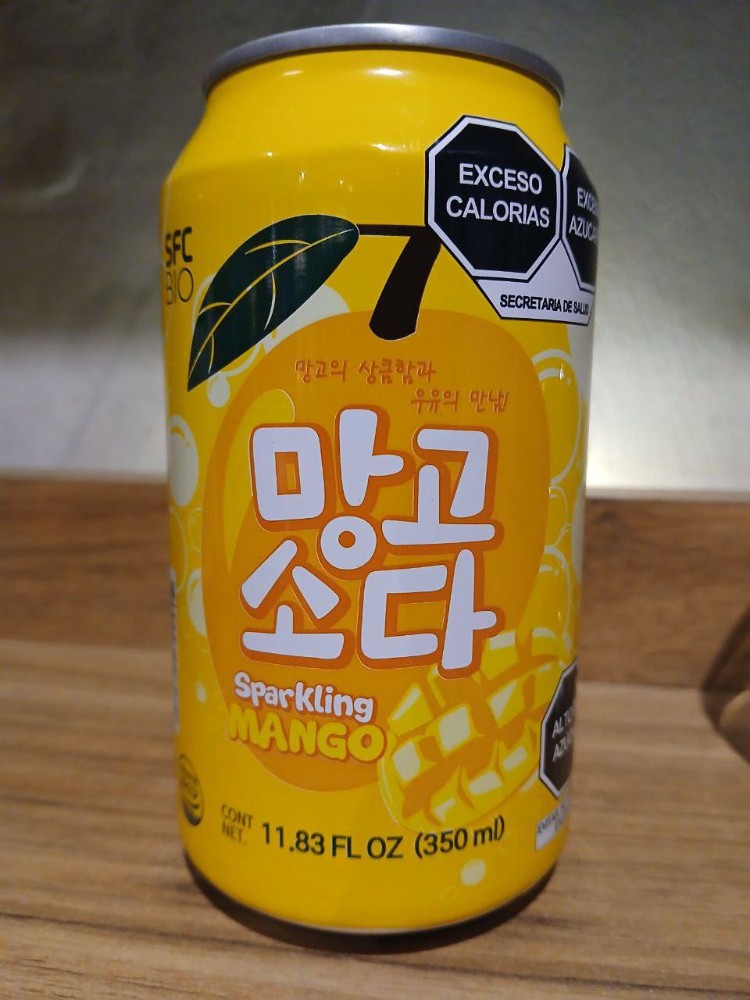 EXCESO
CALORIAS
SECRETARIA DE SALUD
SFC
BIO
망고의 상큼함과
우유의 만남!
망고
소다
Sparkling
MANGO
CONT
NET.
11.83 FL OZ (350 ml)